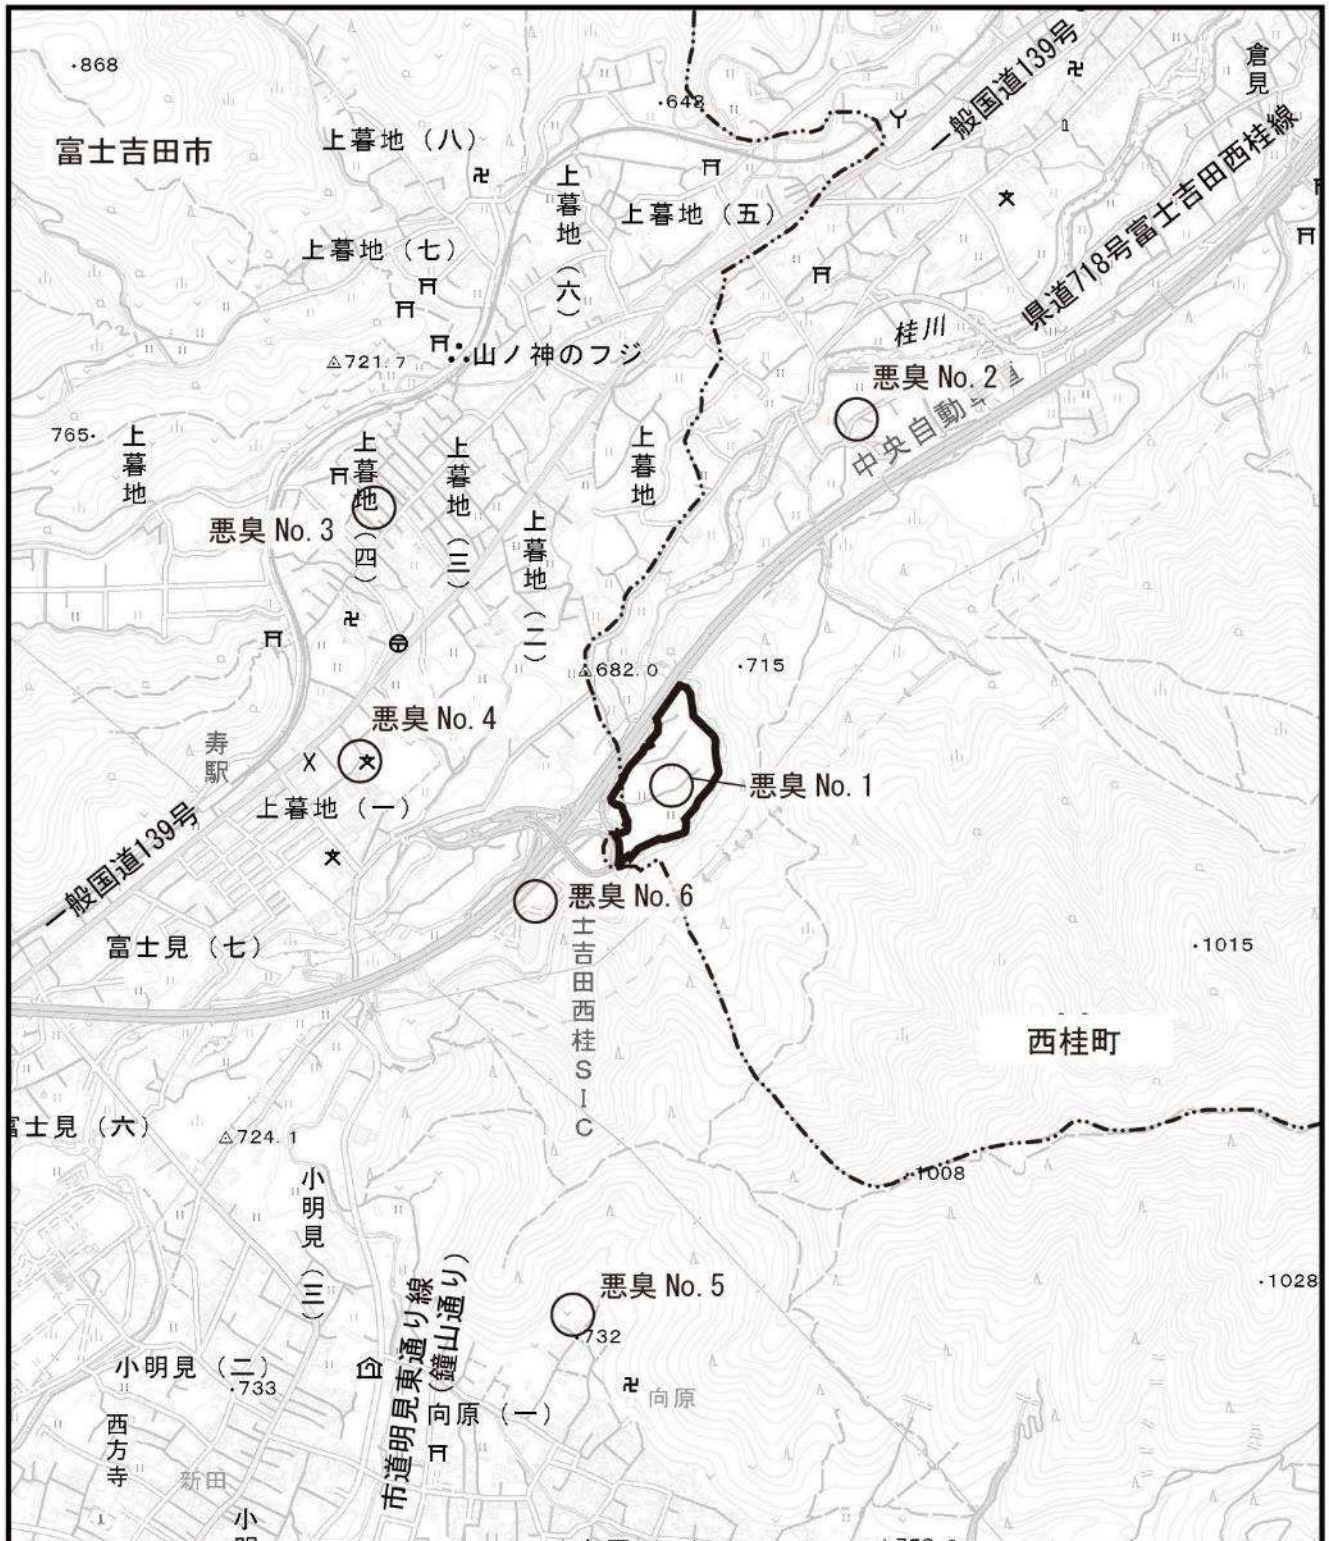 ・868
富士吉田市
上暮地（八）
・648
一般国道139号
倉見
県道718号富士吉田西桂線
上暮地（六）
上暮地（五）
上暮地（七）
山ノ神のフジ
△721.7
桂川
悪臭 No. 2
中央自動車道
765・
上暮地
上暮地（四）
上暮地（三）
上暮地
悪臭 No. 3
上暮地（二）
△682.0
・715
悪臭 No. 4
寿駅
悪臭 No. 1
上暮地（一）
一般国道139号
悪臭 No. 6
富士見（七）
士吉田西桂SIC
・1015
西桂町
富士見（六）
△724.1
・1008
小明見（三）
悪臭 No. 5
・1028
・732
市道明見東通り線
（鐘山通り）
小明見（二）
・733
向原
向原（一）
西方寺
新田
小明